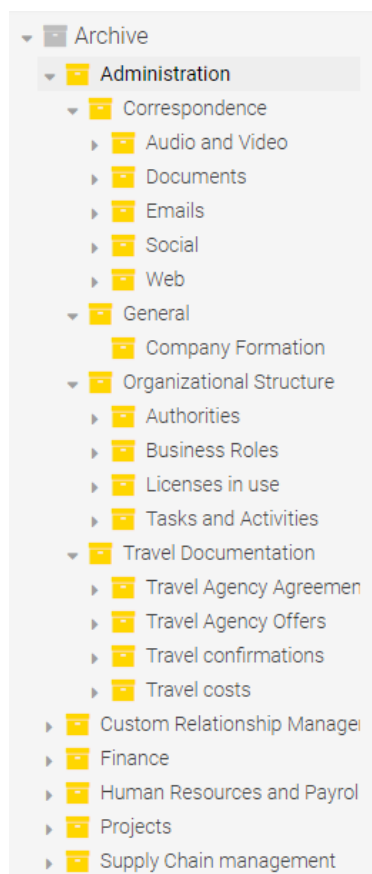 Archive
Administration
Correspondence
Audio and Video
Documents
Emails
Social
Web
General
Company Formation
Organizational Structure
Authorities
Business Roles
Licenses in use
Tasks and Activities
Travel Documentation
Travel Agency Agreemen
Travel Agency Offers
Travel confirmations
Travel costs
Custom Relationship Manage
Finance
Human Resources and Payrol
Projects
Supply Chain management